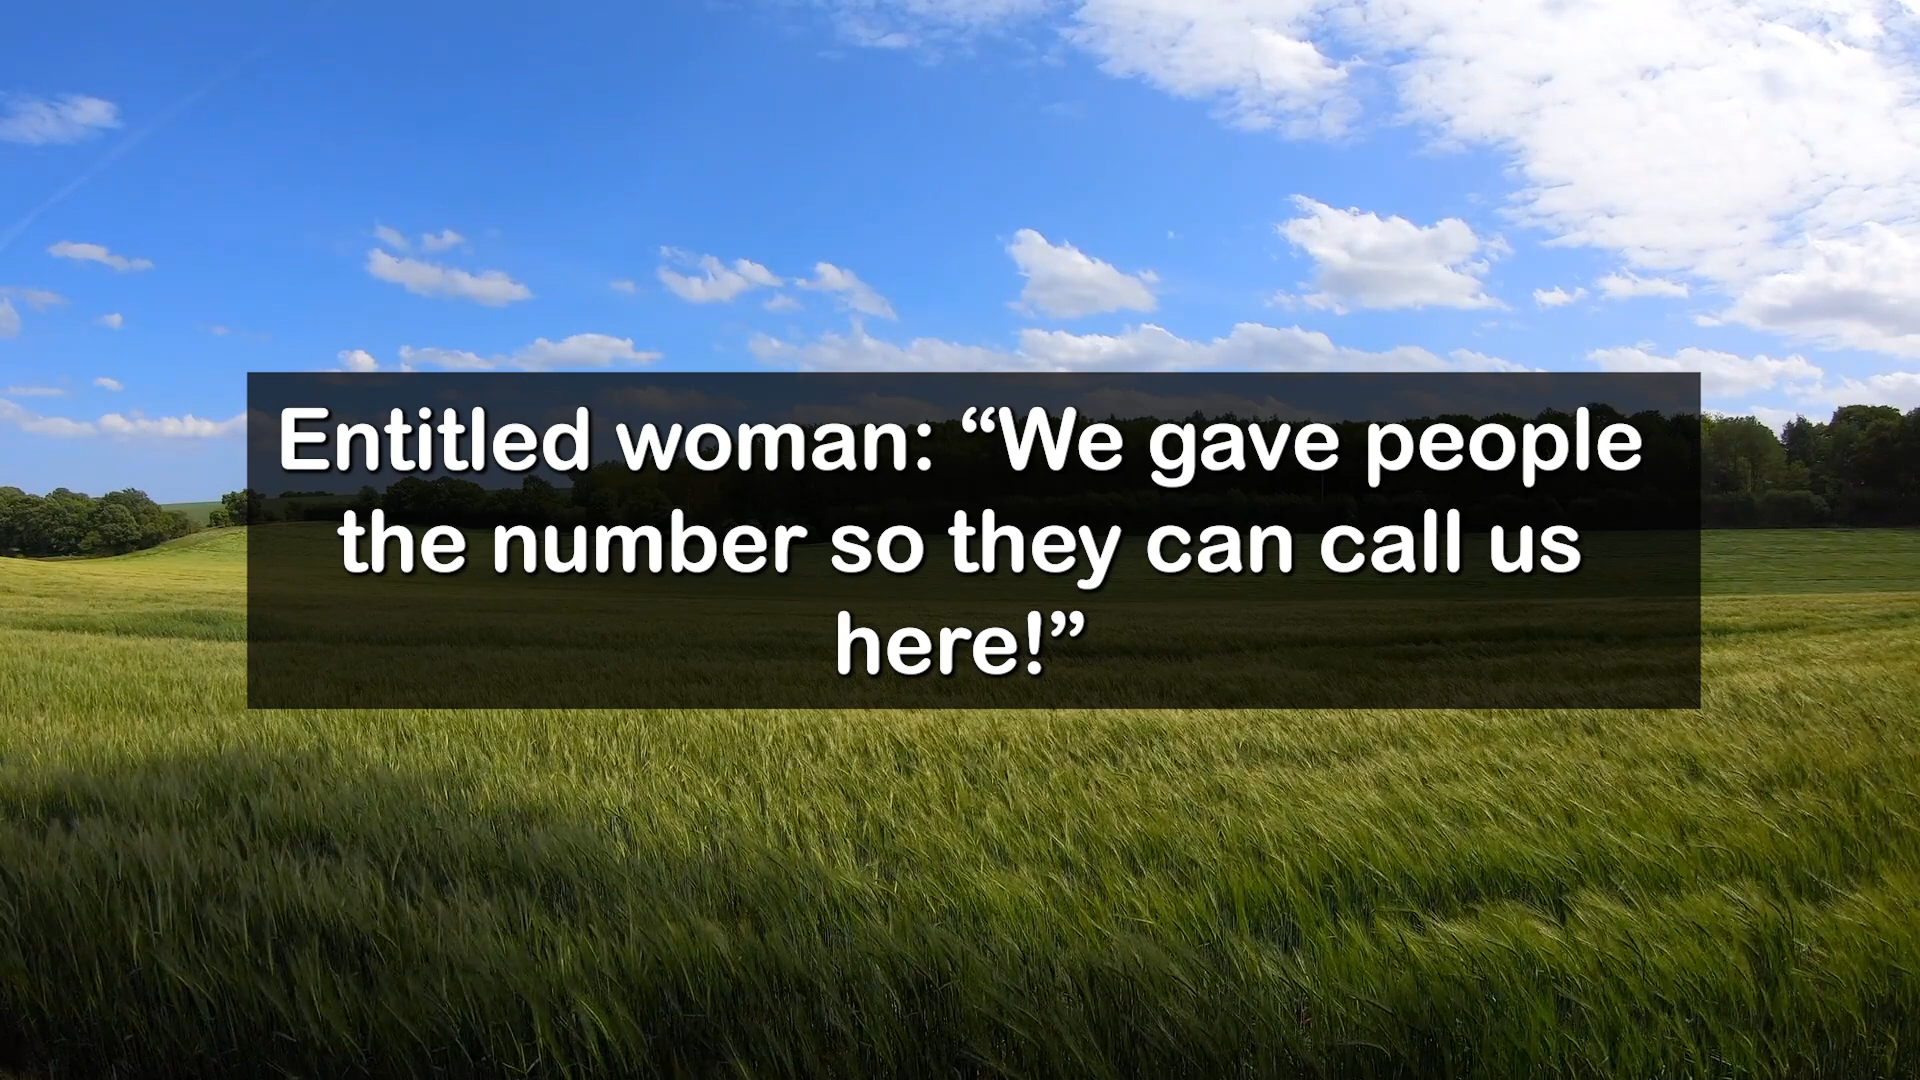 Entitled woman: “We gave people
the number so they can call us
here!”